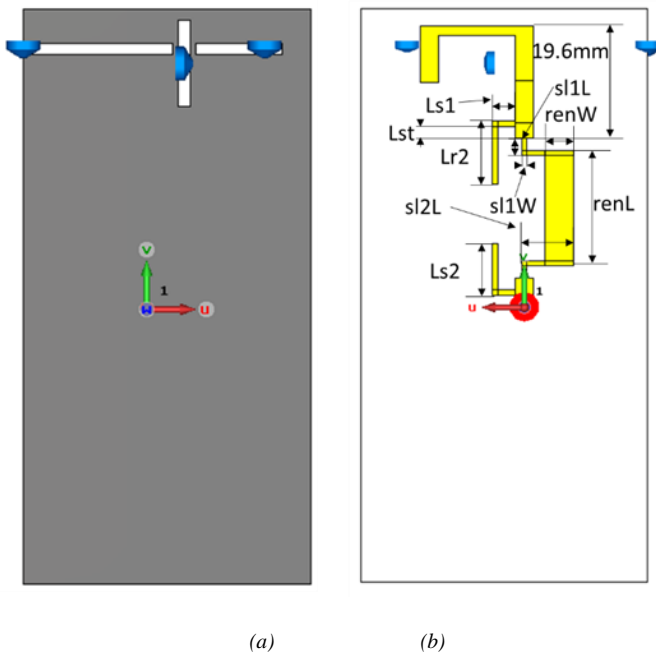 v
1
w
u
19.6mm
sl1L
Ls1
renW
Lst
Lr2
sl1W
sl2L
renL
Ls2
v
1
u
(a)
(b)